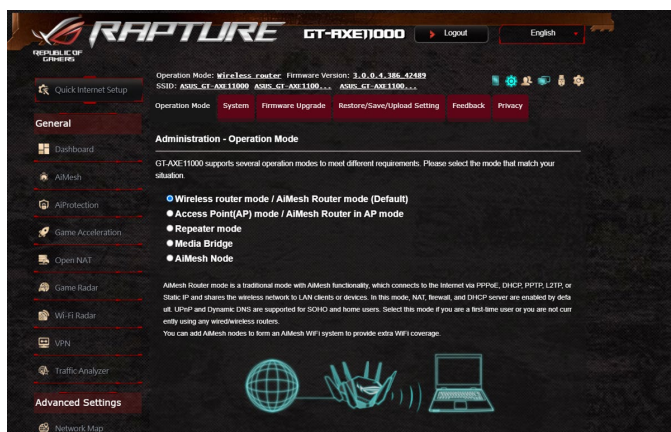 RAPTURE
REPUBLIC OF
GAMERS
GT-AXE11000
Logout
English
Quick Internet Setup
General
Dashboard
AiMesh
AiProtection
Game Acceleration
Open NAT
Game Radar
Wi-Fi Radar
VPN
Traffic Analyzer
Advanced Settings
Network Map
Operation Mode: Wireless router Firmware Version: 3.0.0.4.386_42489
SSID: ASUS_GT-AXE11000 ASUS_GT-AXE1100... ASUS_GT-AXE1100...
Operation Mode System Firmware Upgrade Restore/Save/Upload Setting Feedback Privacy
Administration - Operation Mode
GT-AXE11000 supports several operation modes to meet different requirements. Please select the mode that match your
situation.
Wireless router mode / AiMesh Router mode (Default)
Access Point(AP) mode / AiMesh Router in AP mode
Repeater mode
Media Bridge
AiMesh Node
AiMesh Router mode is a traditional mode with AiMesh functionality, which connects to the Internet via PPPoE, DHCP, PPTP, L2TP, or
Static IP and shares the wireless network to LAN clients or devices. In this mode, NAT, firewall, and DHCP server are enabled by defa
ult. UPnP and Dynamic DNS are supported for SOHO and home users. Select this mode if you are a first-time user or you are not curr
ently using any wired/wireless routers.
You can add AiMesh nodes to form an AiMesh WiFi system to provide extra WiFi coverage.